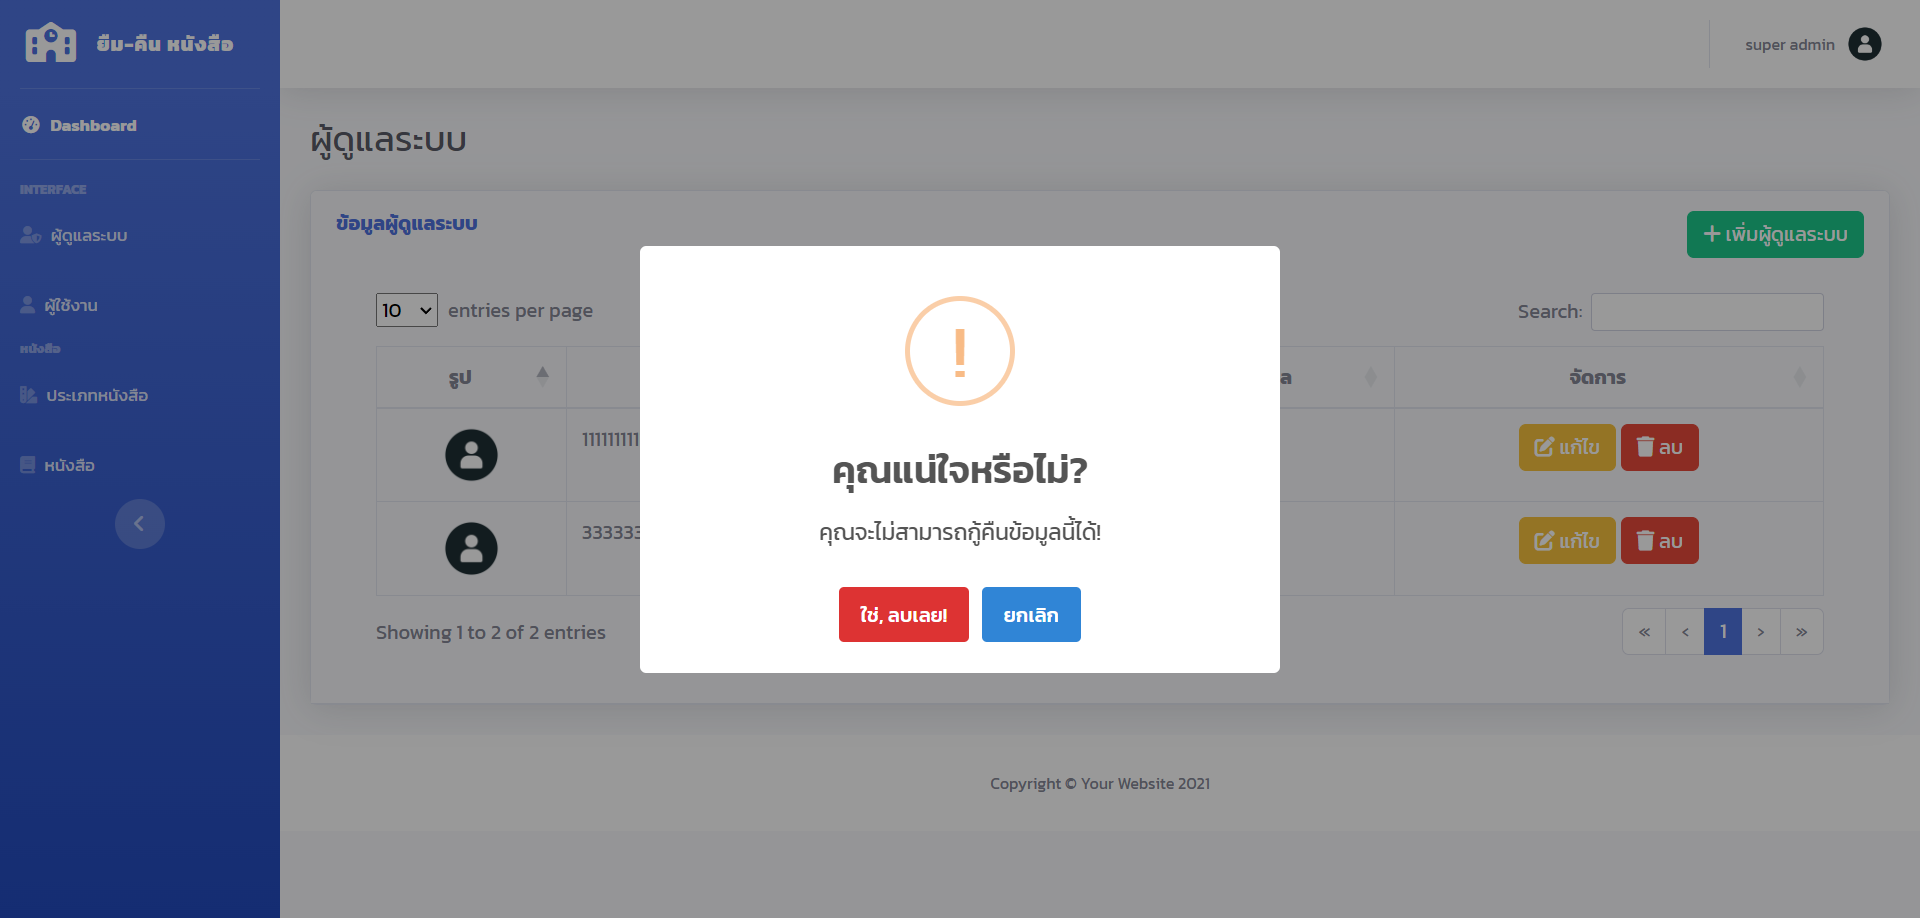 ยืม-คืน หนังสือ
super admin
Dashboard
ผู้ดูแลระบบ
INTERFACE
ผู้ดูแลระบบ
ข้อมูลผู้ดูแลระบบ
เพิ่มผู้ดูแลระบบ
ผู้ใช้งาน
10 entries per page
Search:
หนังสือ
รูป
ล
จัดการ
ประเภทหนังสือ
111111111
แก้ไข ลบ
หนังสือ
คุณแน่ใจหรือไม่?
คุณจะไม่สามารถกู้คืนข้อมูลนี้ได้!
333333
แก้ไข ลบ
ใช่, ลบเลย! ยกเลิก
Showing 1 to 2 of 2 entries
« ‹ 1 › »
Copyright © Your Website 2021